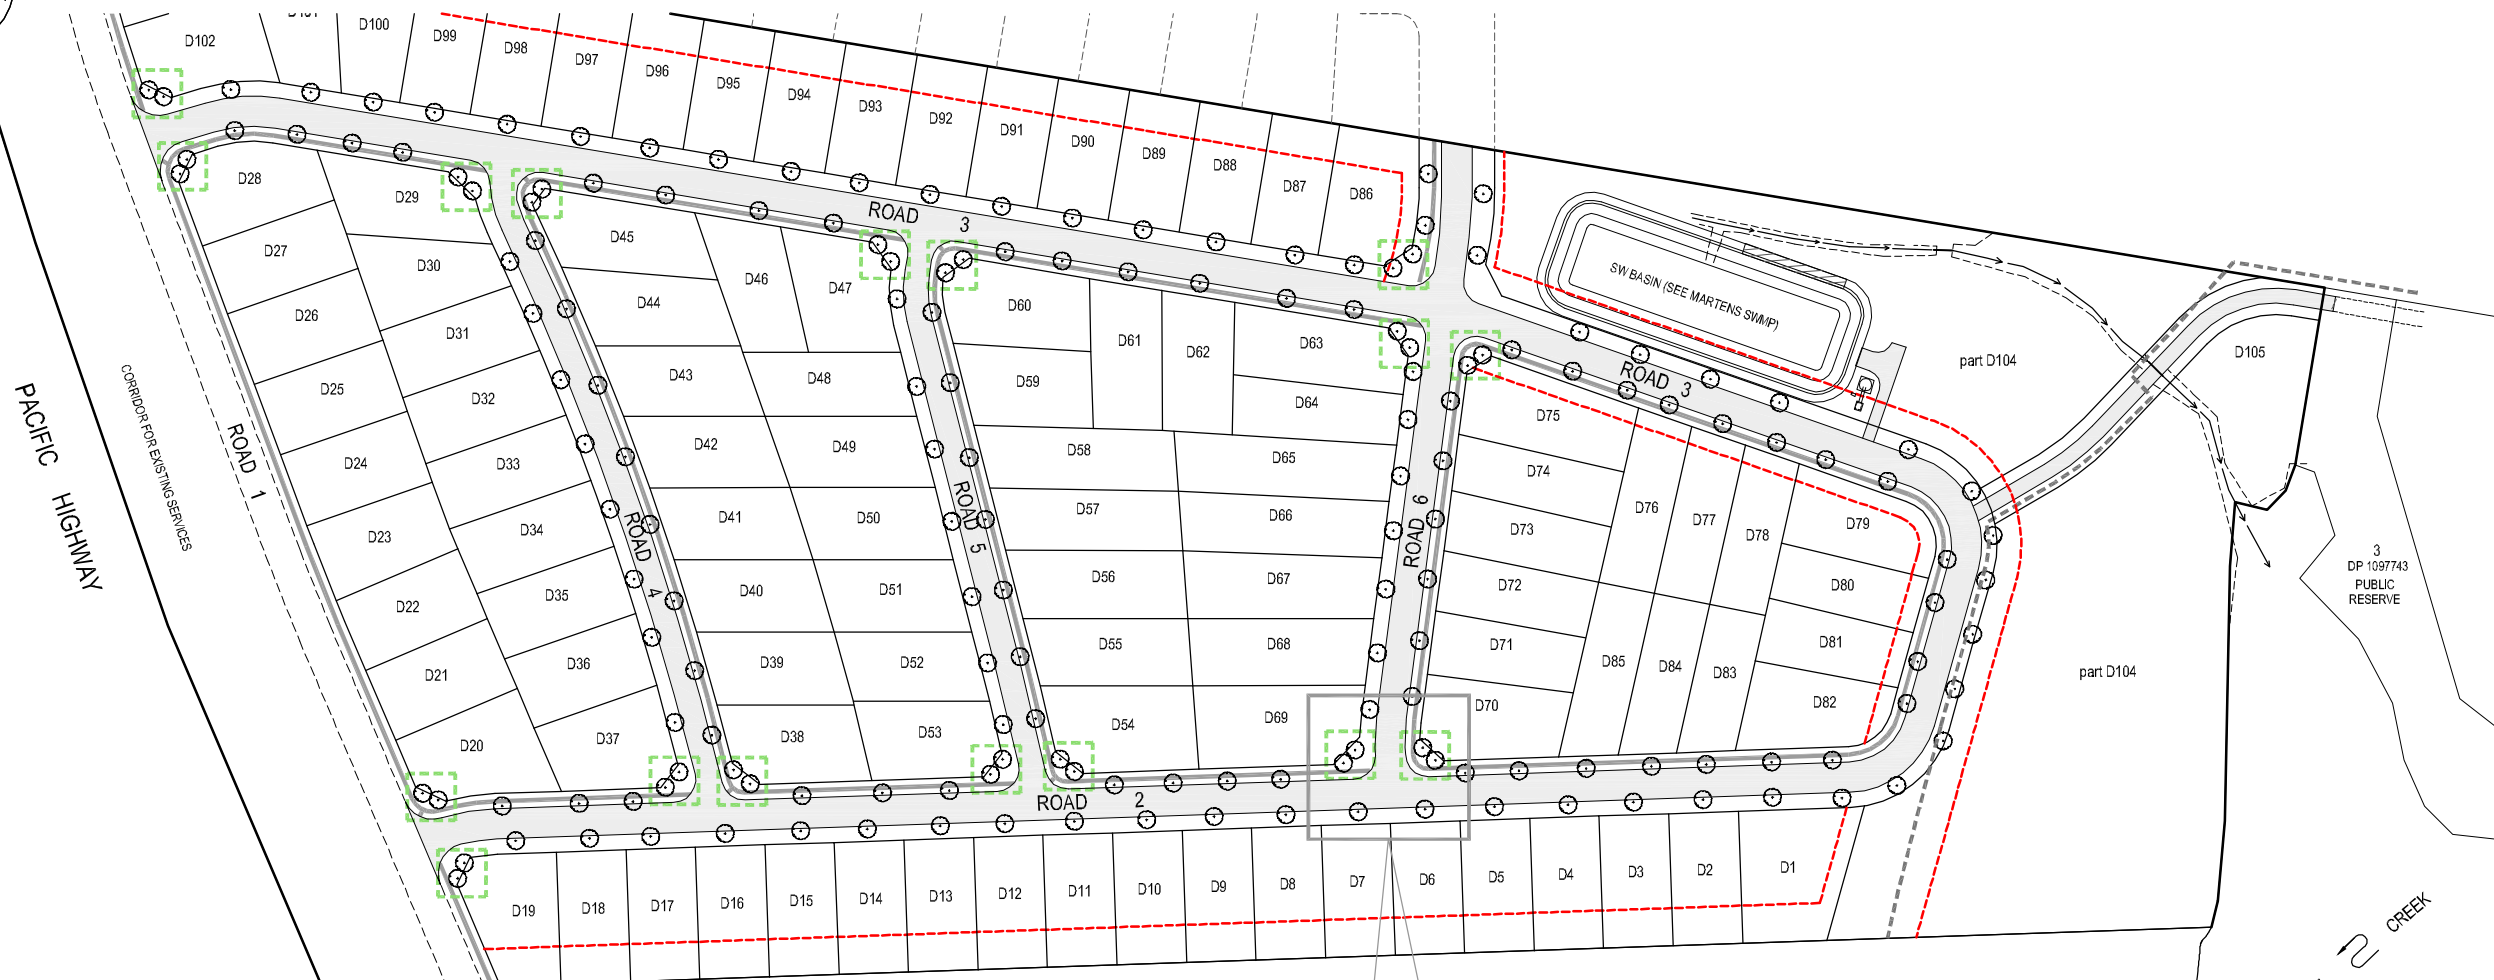 D102
D101
D100
D99
D98
D97
D96
D95
D94
D93
D92
D91
D90
D89
D88
D87
D86
D28
D29
D27
D30
D26
D31
D25
D32
D24
D33
D23
D34
D22
D35
D21
D36
D20
D37
D45
D46
D47
D44
D43
D48
D42
D49
D41
D50
D40
D51
D39
D52
D38
D53
D60
D61
D62
D63
D59
D64
D58
D65
D57
D66
D56
D67
D55
D68
D54
D69
D75
D74
D73
D72
D71
D70
D76
D77
D78
D79
D80
D81
D82
D85
D84
D83
D19
D18
D17
D16
D15
D14
D13
D12
D11
D10
D9
D8
D7
D6
D5
D4
D3
D2
D1
ROAD 3
ROAD 3
ROAD 1
ROAD 4
ROAD 5
ROAD 6
ROAD 2
PACIFIC HIGHWAY
CORRIDOR FOR EXISTING SERVICES
SW BASIN (SEE MARTENS SWMP)
part D104
D105
part D104
3
DP 1097743
PUBLIC
RESERVE
CREEK